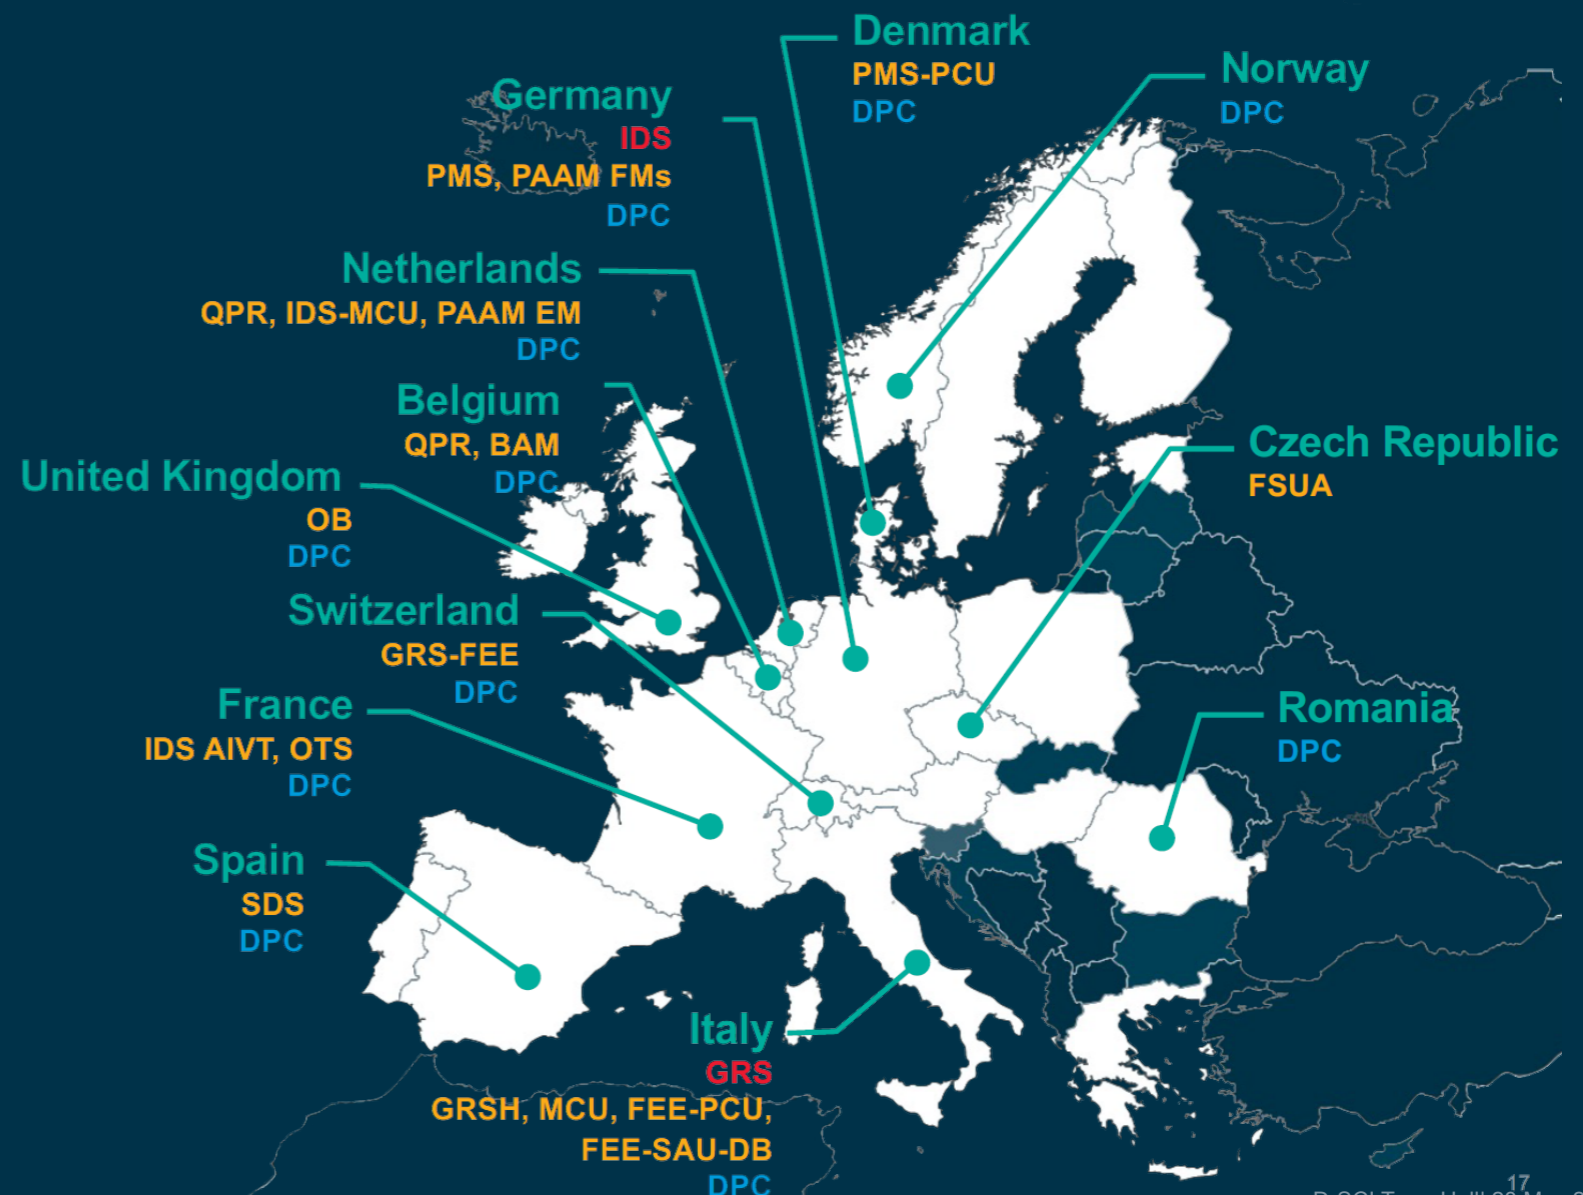 Denmark
PMS-PCU
DPC
Norway
DPC
Germany
IDS
PMS, PAAM FMs
DPC
Netherlands
QPR, IDS-MCU, PAAM EM
DPC
Belgium
QPR, BAM
DPC
Czech Republic
FSUA
United Kingdom
OB
DPC
Switzerland
GRS-FEE
DPC
France
IDS AIVT, OTS
DPC
Romania
DPC
Spain
SDS
DPC
Italy
GRS
GRSH, MCU, FEE-PCU,
FEE-SAU-DB
DPC
17